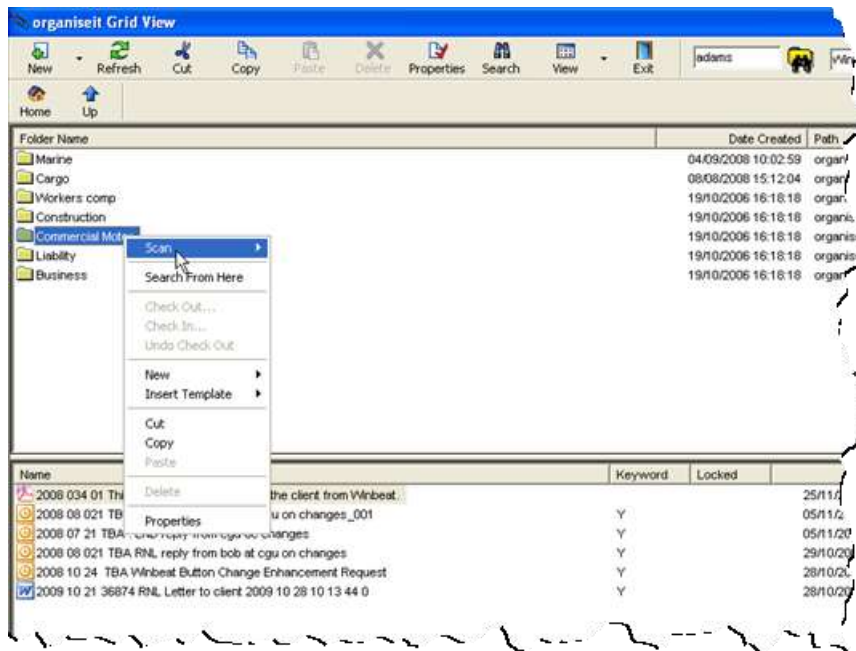 organiseit Grid View
New Refresh Cut Copy Paste Delete Properties Search View Exit adams
Home Up
Folder Name Date Created Path
Marine 04/09/2008 10:02:59
Cargo 08/08/2008 15:12:04
Workers comp 19/10/2006 16:18:18
Construction 19/10/2006 16:18:18
Commercial Moto 19/10/2006 16:18:18
Liability 19/10/2006 16:18:18
Business 19/10/2006 16:18:18
Scan
Search From Here
Check Out...
Check In...
Undo Check Out
New
Insert Template
Cut
Copy
Paste
Delete
Properties
Name Keyword Locked
2008 034 01 Thi the client from Winbeat.
2008 08 021 TB u on changes_001 Y
2008 07 21 TBA changes Y
2008 08 021 TBA RNL reply from bob at cgu on changes Y
2008 10 24 TBA Winbeat Button Change Enhancement Request Y
2009 10 21 36874 RNL Letter to client 2009 10 28 10 13 44 0 Y